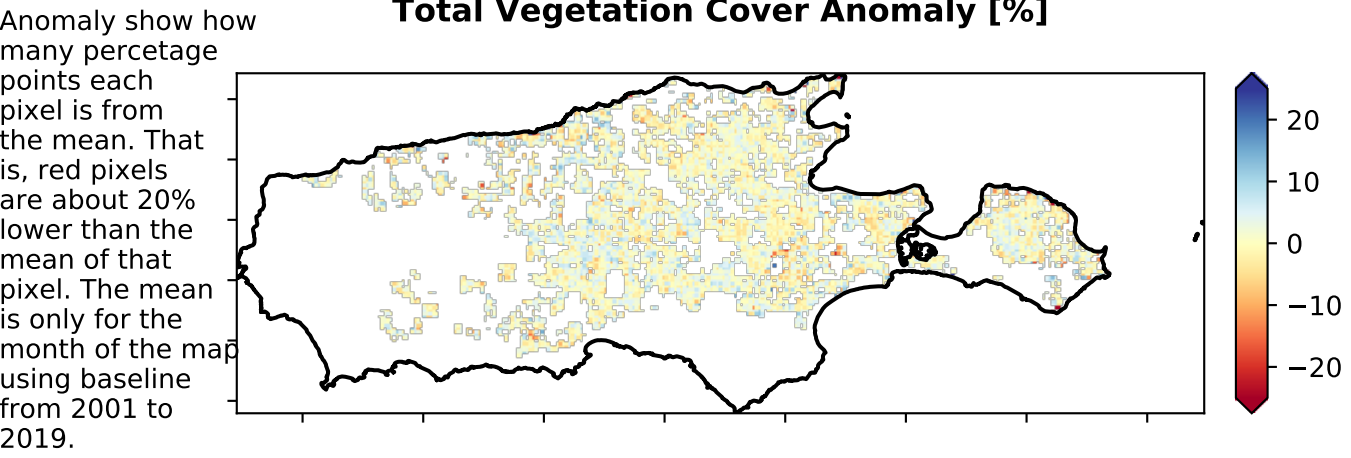 Total Vegetation Cover Anomaly [%]
Anomaly show how
many percetage
points each
pixel is from
the mean. That
is, red pixels
are about 20%
lower than the
mean of that
pixel. The mean
is only for the
month of the map
using baseline
from 2001 to
2019.
20
10
0
−10
−20